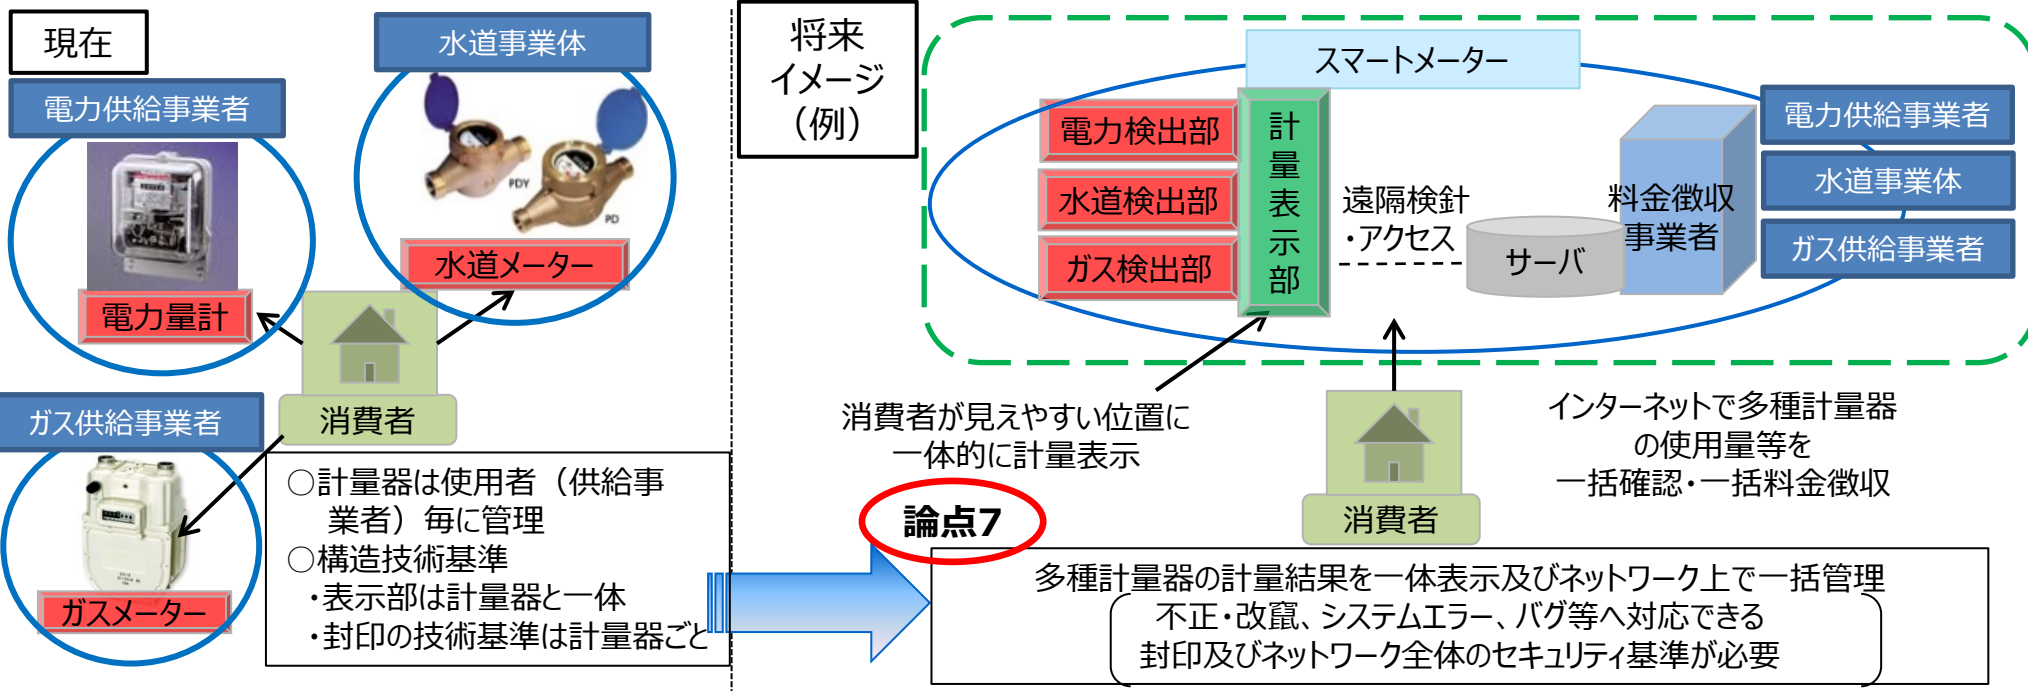 現在
水道事業体
電力供給事業者
PDY
PD
水道メーター
電力量計
消費者
ガス供給事業者
ガスメーター
○計量器は使用者（供給事
業者）毎に管理
○構造技術基準
・表示部は計量器と一体
・封印の技術基準は計量器ごと
将来
イメージ
（例）
スマートメーター
電力検出部
水道検出部
ガス検出部
計量表示部
遠隔検針
・アクセス
サーバ
料金徴収
事業者
電力供給事業者
水道事業体
ガス供給事業者
消費者が見えやすい位置に
一体的に計量表示
消費者
インターネットで多種計量器
の使用量等を
一括確認・一括料金徴収
論点7
多種計量器の計量結果を一体表示及びネットワーク上で一括管理
不正・改竄、システムエラー、バグ等へ対応できる
封印及びネットワーク全体のセキュリティ基準が必要